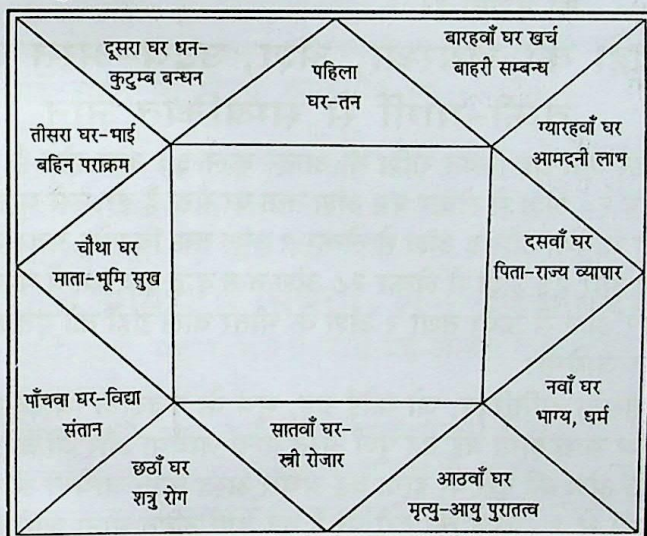 दूसरा घर धन-
कुटुम्ब बन्धन
पहिला
घर-तन
बारहवाँ घर खर्च
बाहरी सम्बन्ध
तीसरा घर-भाई
बहिन पराक्रम
ग्यारहवाँ घर
आमदनी लाभ
चौथा घर
माता-भूमि सुख
दसवाँ घर
पिता-राज्य व्यापार
पाँचवा घर-विद्या
संतान
सातवाँ घर-
स्त्री रोजार
नवाँ घर
भाग्य, धर्म
छठाँ घर
शत्रु रोग
आठवाँ घर
मृत्यु-आयु पुरातत्व